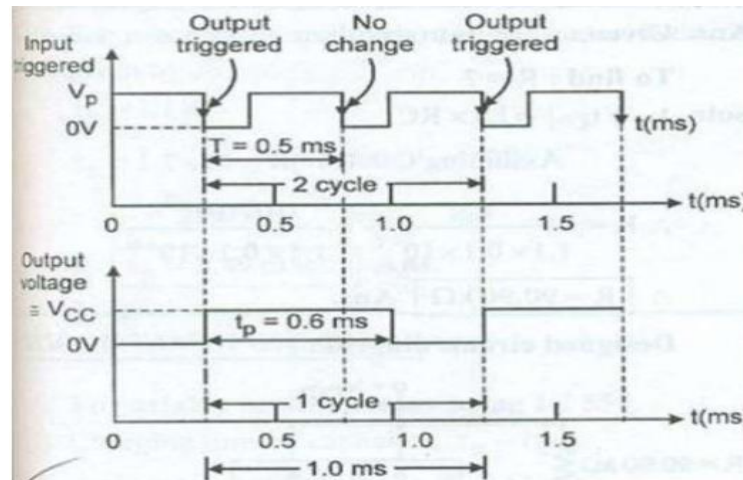 Output triggered
No change
Output triggered
Input
triggered
Vp
0V
t(ms)
T = 0.5 ms
2 cycle
0 0.5 1.0 1.5 t(ms)
Output
voltage
≡ VCC
0V
tp = 0.6 ms
1 cycle
0.5 1.0 1.5 t(ms)
1.0 ms